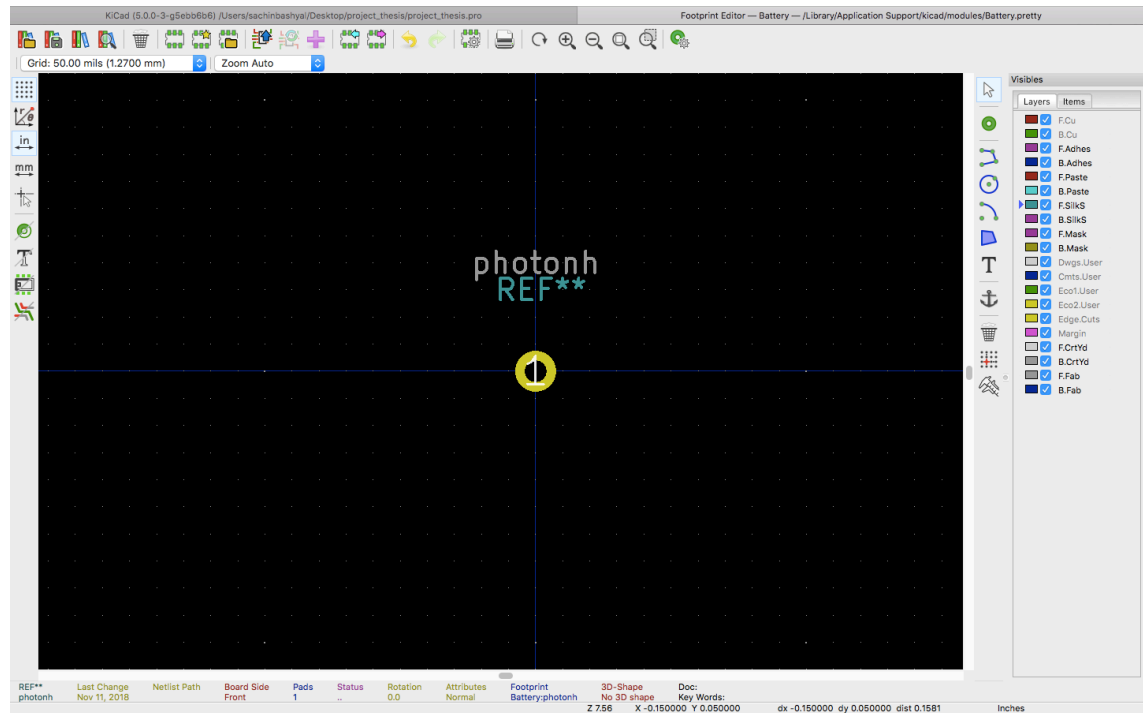 KiCad (5.0.0-3-g5ebb6b6) /Users/sachinbashyal/Desktop/project_thesis/project_thesis.pro
Footprint Editor — Battery — /Library/Application Support/kicad/modules/Battery.pretty
Grid: 50.00 mils (1.2700 mm)
Zoom Auto
in
mm
photonh
REF**
1
T
Visibles
Layers Items
F.Cu
B.Cu
F.Adhes
B.Adhes
F.Paste
B.Paste
F.SilkS
B.SilkS
F.Mask
B.Mask
Dwgs.User
Cmts.User
Eco1.User
Eco2.User
Edge.Cuts
Margin
F.CrtYd
B.CrtYd
F.Fab
B.Fab
REF** Last Change Netlist Path Board Side Pads Status Rotation Attributes Footprint 3D-Shape Doc:
photonh Nov 11, 2018 Front 1 .. 0.0 Normal Battery:photonh No 3D shape Key Words:
Z 7.56 X -0.150000 Y 0.050000 dx -0.150000 dy 0.050000 dist 0.1581 Inches